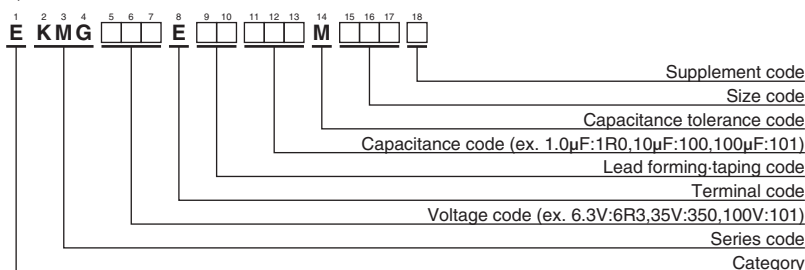 1 2 3 4 5 6 7 8 9 10 11 12 13 14 15 16 17 18
E KMG E M
Supplement code
Size code
Capacitance tolerance code
Capacitance code (ex. 1.0μF:1R0,10μF:100,100μF:101)
Lead forming·taping code
Terminal code
Voltage code (ex. 6.3V:6R3,35V:350,100V:101)
Series code
Category